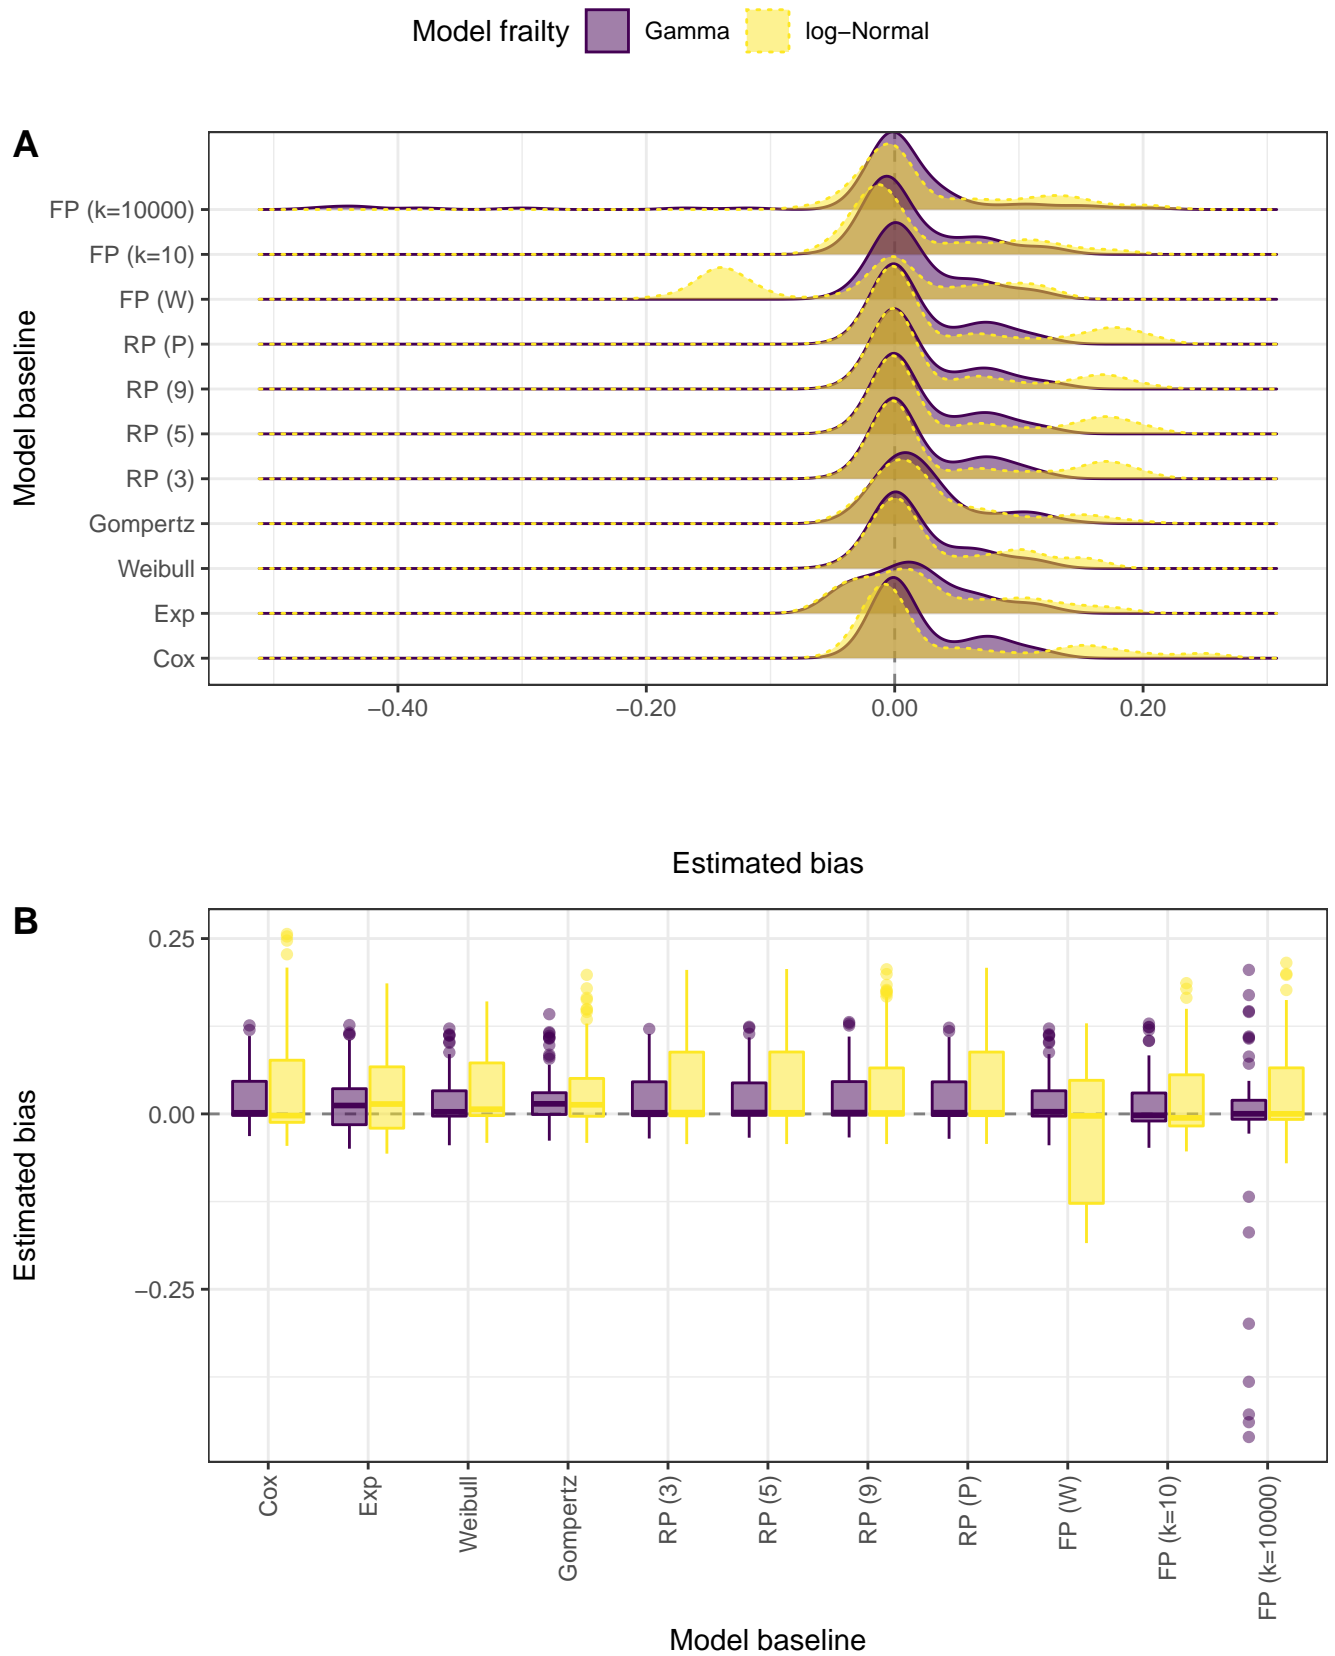 Model frailty Gamma log−Normal
A
Model baseline
FP (k=10000)
FP (k=10)
FP (W)
RP (P)
RP (9)
RP (5)
RP (3)
Gompertz
Weibull
Exp
Cox
−0.40 −0.20 0.00 0.20
Estimated bias
B
Estimated bias
0.25
0.00
−0.25
Cox
Exp
Weibull
Gompertz
RP (3)
RP (5)
RP (9)
RP (P)
FP (W)
FP (k=10)
FP (k=10000)
Model baseline